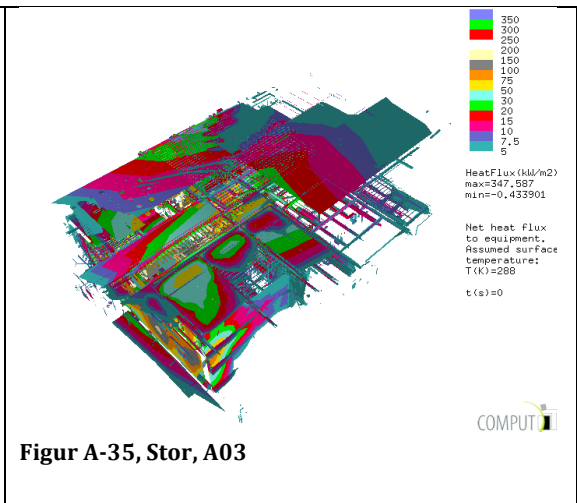 350
300
250
200
150
100
75
50
30
20
15
10
7.5
5
HeatFlux(kW/m2)
max=347.587
min=-0.433901
Net heat flux
to equipment.
Assumed surface
temperature:
T(K)=288
t(s)=0
COMPUT
Figur A-35, Stor, A03